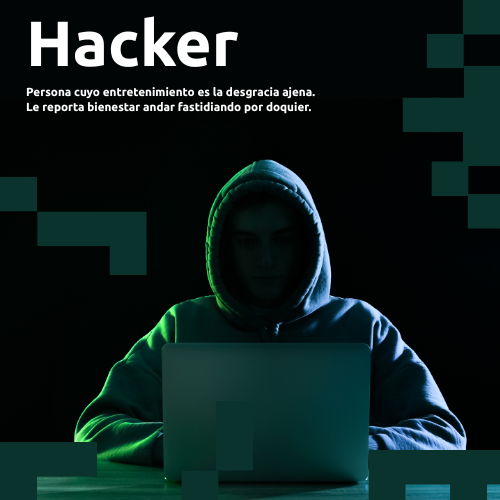 Hacker
Persona cuyo entretenimiento es la desgracia ajena.
Le reporta bienestar andar fastidiando por doquier.